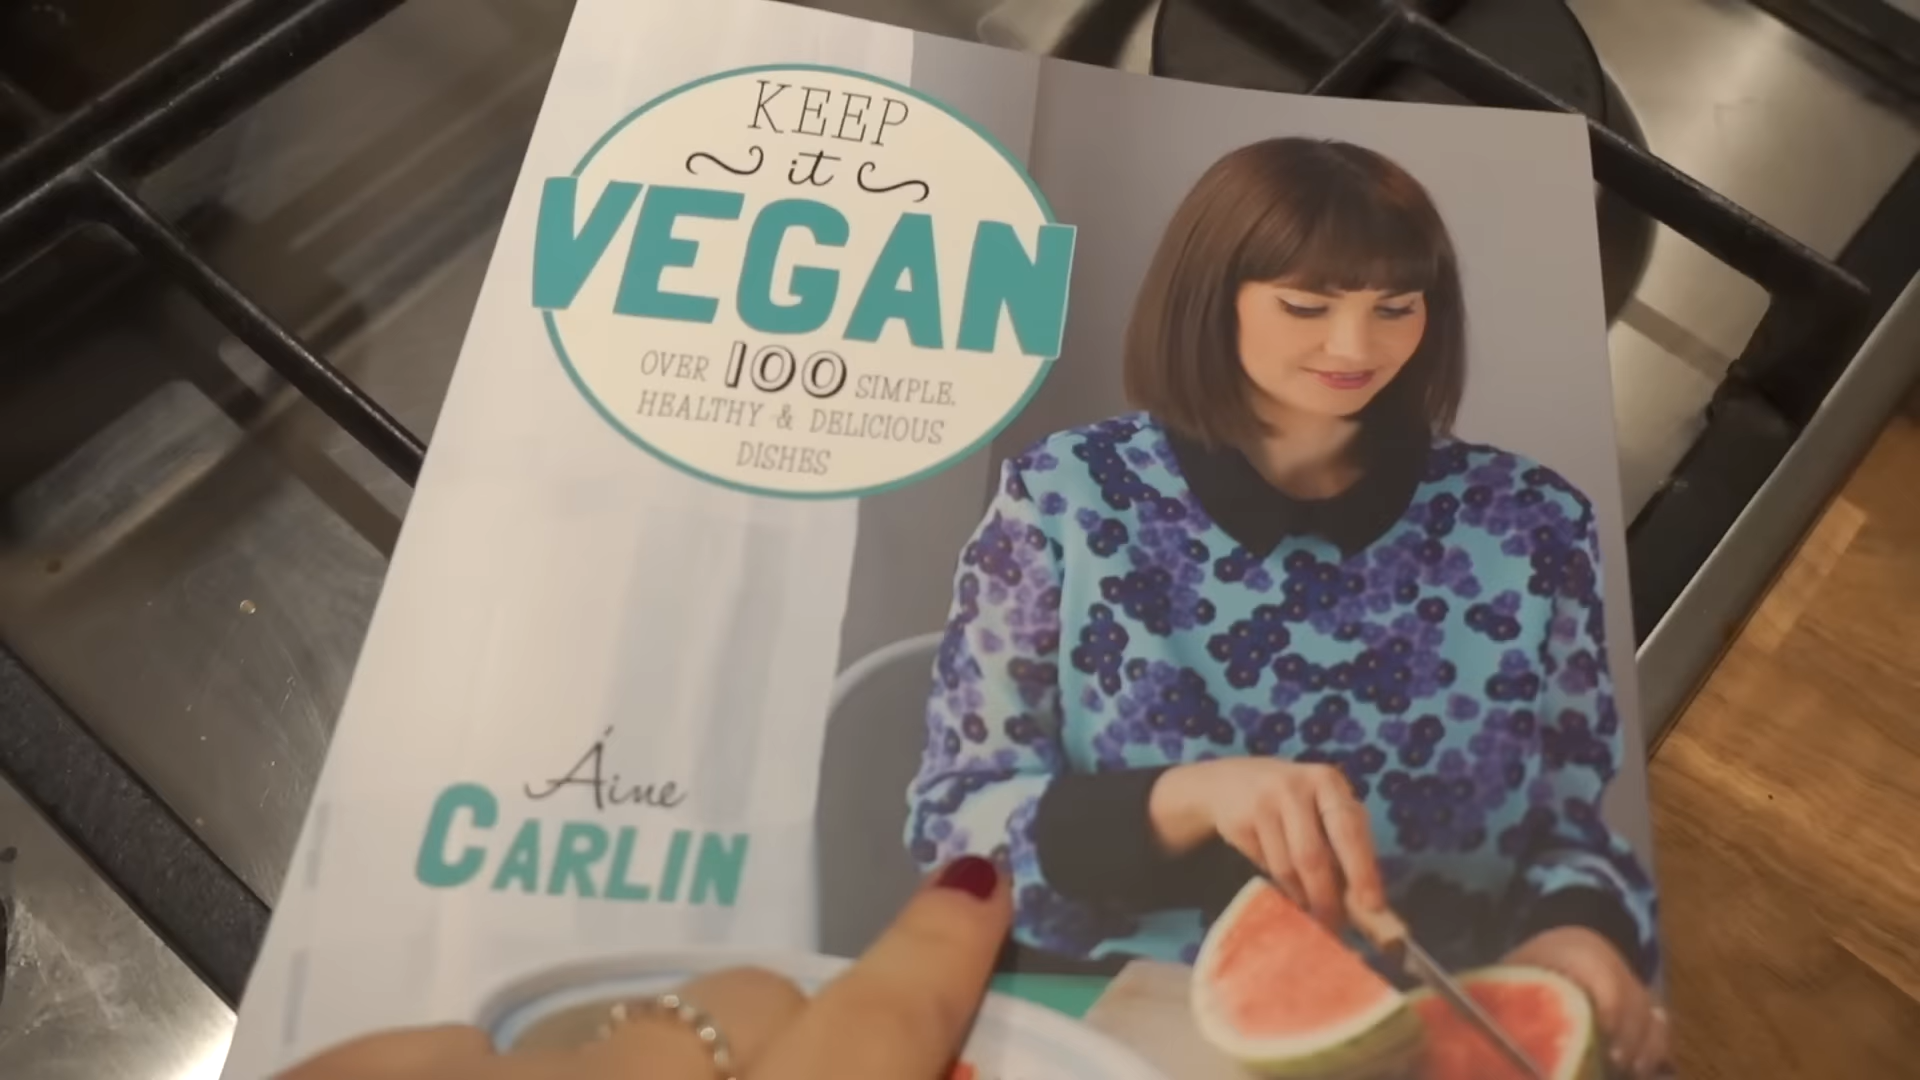 KEEP
it
VEGAN
OVER 100 SIMPLE,
HEALTHY & DELICIOUS
DISHES
Áine
CARLIN